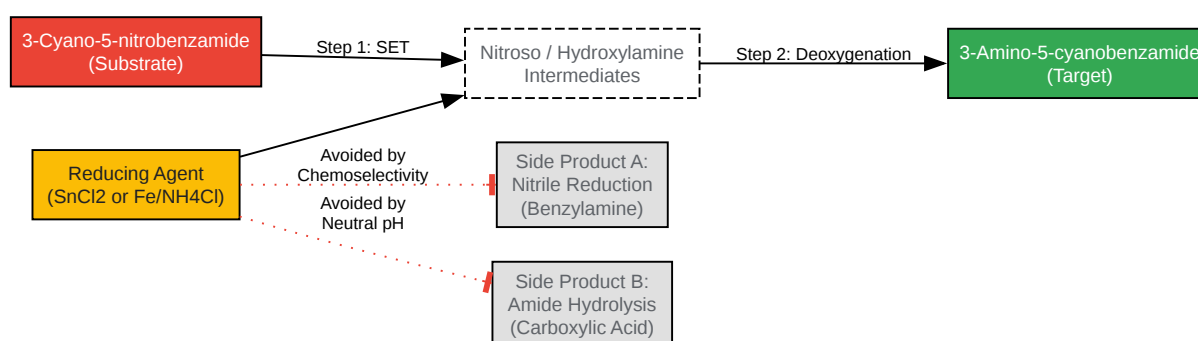 3-Cyano-5-nitrobenzamide
(Substrate)
Step 1: SET
Nitroso / Hydroxylamine
Intermediates
Step 2: Deoxygenation
3-Amino-5-cyanobenzamide
(Target)
Reducing Agent
(SnCl2 or Fe/NH4Cl)
Avoided by
Chemoselectivity
Avoided by
Neutral pH
Side Product A:
Nitrile Reduction
(Benzylamine)
Side Product B:
Amide Hydrolysis
(Carboxylic Acid)